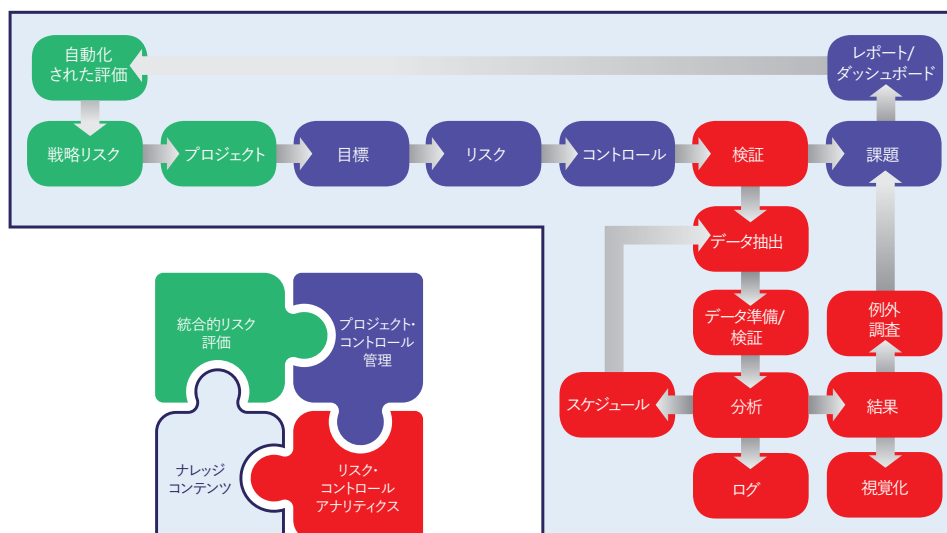 自動化
された評価
レポート/
ダッシュボード
戦略リスク
プロジェクト
目標
リスク
コントロール
検証
課題
データ抽出
データ準備/
検証
例外
調査
スケジュール
分析
結果
ログ
視覚化
統合的リスク
評価
プロジェクト・
コントロール
管理
ナレッジ
コンテンツ
リスク・
コントロール
アナリティクス